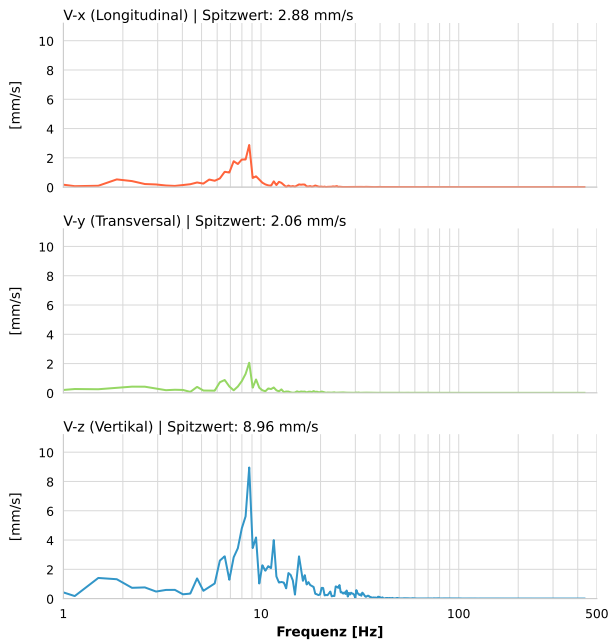 V-x (Longitudinal) | Spitzwert: 2.88 mm/s
10
8
6
4
2
0
[mm/s]
V-y (Transversal) | Spitzwert: 2.06 mm/s
10
8
6
4
2
0
[mm/s]
V-z (Vertikal) | Spitzwert: 8.96 mm/s
10
8
6
4
2
0
[mm/s]
1 10 100 500
Frequenz [Hz]